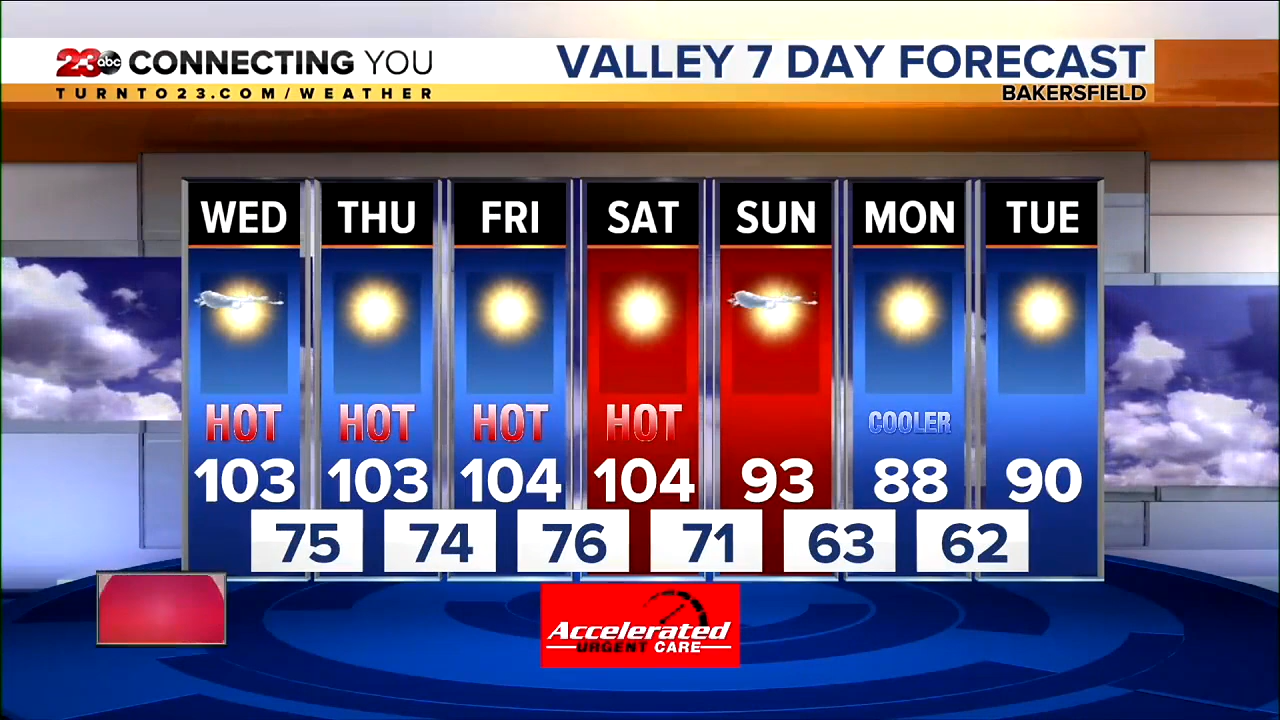 23 abc CONNECTING YOU
TURNTO23.COM/WEATHER
VALLEY 7 DAY FORECAST
BAKERSFIELD
WED THU FRI SAT SUN MON TUE
HOT HOT HOT HOT COOLER
103 103 104 104 93 88 90
75 74 76 71 63 62
Accelerated
URGENT CARE